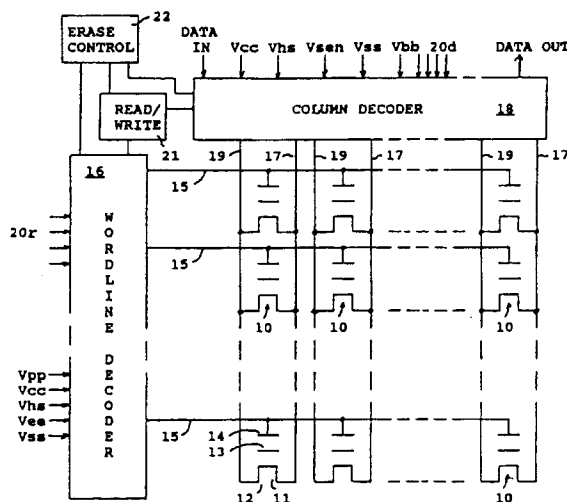 22
ERASE
CONTROL
DATA
IN
Vcc
Vhs
Vsen
Vss
Vbb
20d
DATA OUT
READ/
WRITE
21
COLUMN DECODER
18
16
19
17
19
17
19
17
15
20r
WORDLINE DECODER
15
10
10
10
Vpp
Vcc
Vhs
Vee
Vss
15
14
13
12
11
10